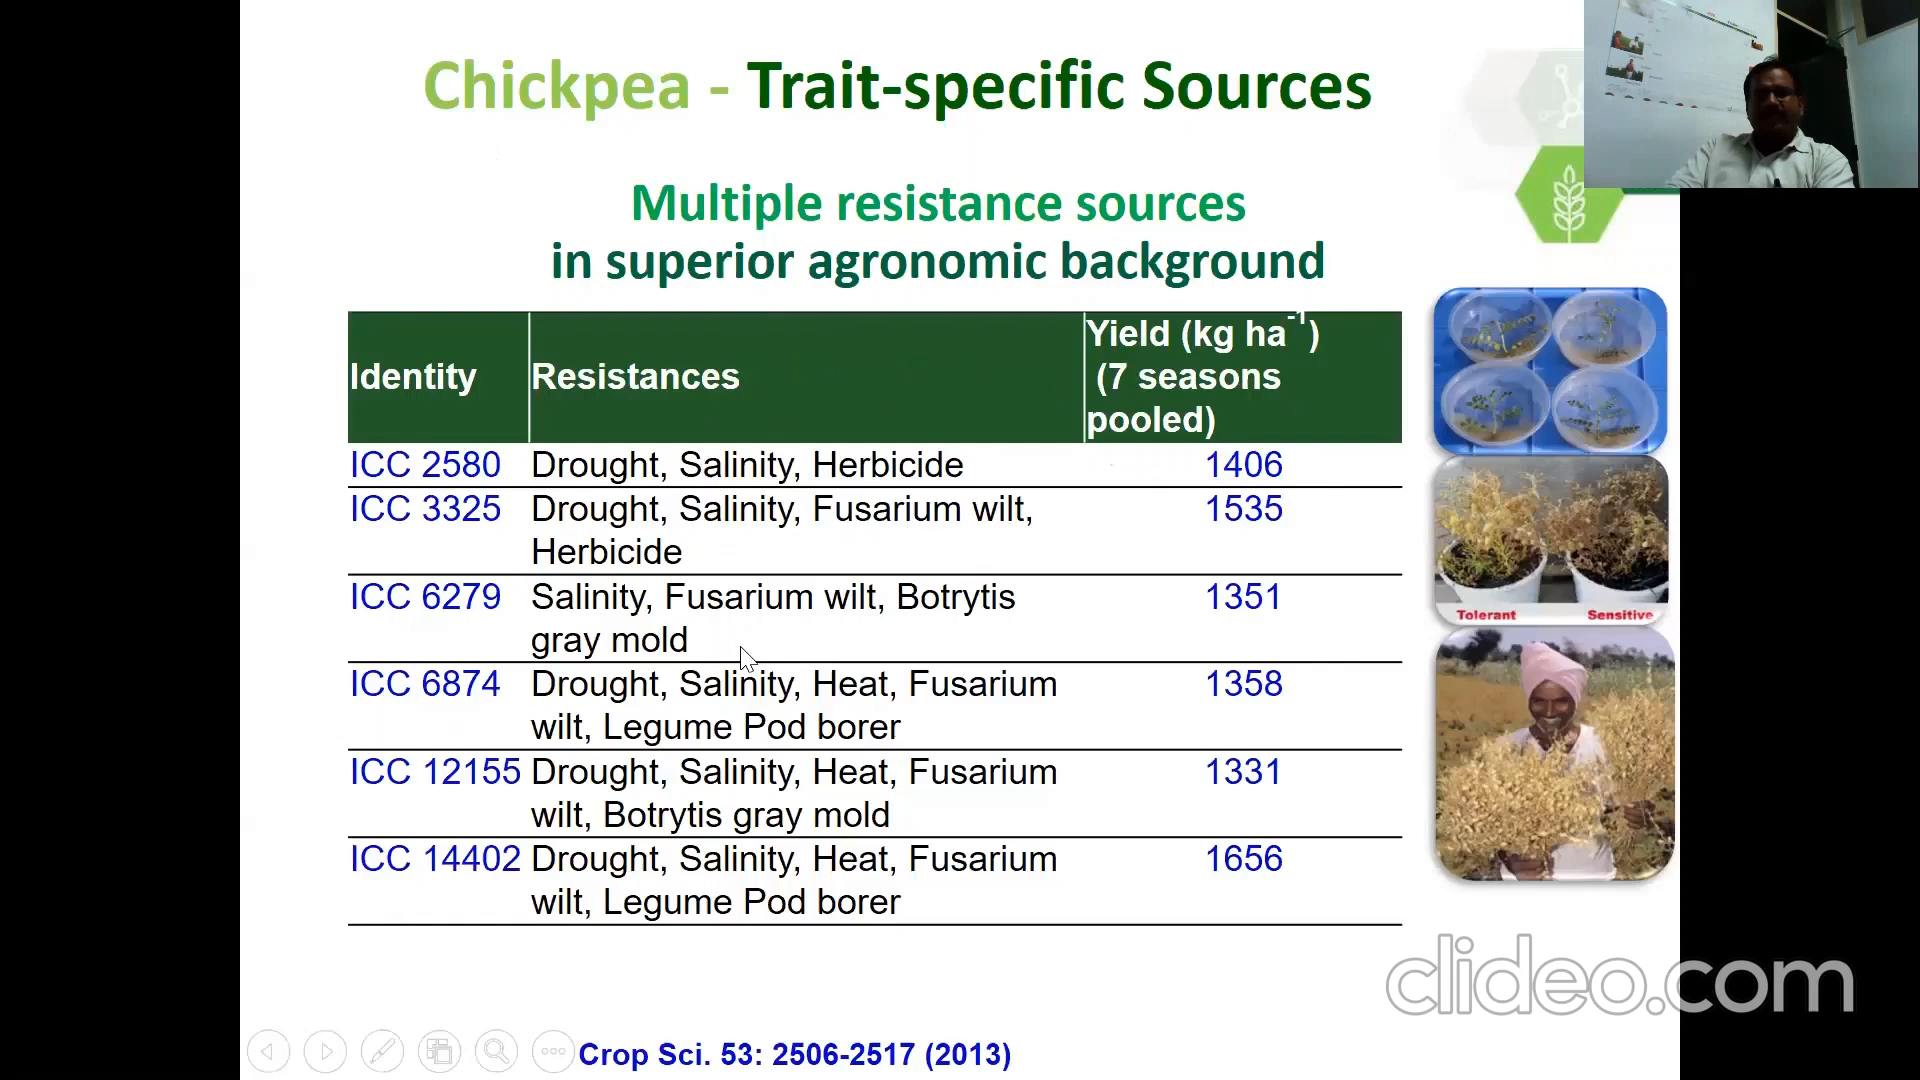 Chickpea - Trait-specific Sources
Multiple resistance sources
in superior agronomic background
Identity
Resistances
Yield (kg ha⁻¹)
(7 seasons
pooled)
ICC 2580 Drought, Salinity, Herbicide 1406
ICC 3325 Drought, Salinity, Fusarium wilt, 1535
Herbicide
ICC 6279 Salinity, Fusarium wilt, Botrytis 1351
gray mold
ICC 6874 Drought, Salinity, Heat, Fusarium 1358
wilt, Legume Pod borer
ICC 12155 Drought, Salinity, Heat, Fusarium 1331
wilt, Botrytis gray mold
ICC 14402 Drought, Salinity, Heat, Fusarium 1656
wilt, Legume Pod borer
Tolerant Sensitive
clideo.com
Crop Sci. 53: 2506-2517 (2013)